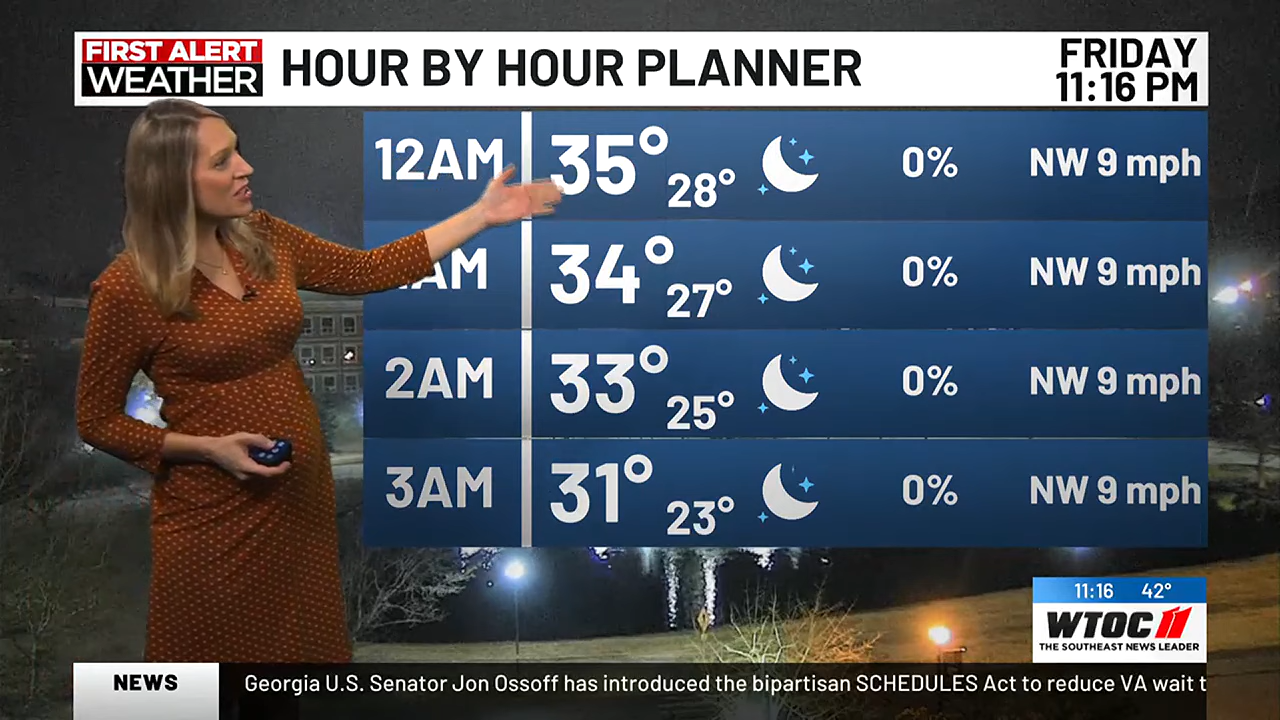 FIRST ALERT
WEATHER
HOUR BY HOUR PLANNER
FRIDAY
11:16 PM
12AM 35° 28° 0% NW 9 mph
AM 34° 27° 0% NW 9 mph
2AM 33° 25° 0% NW 9 mph
3AM 31° 23° 0% NW 9 mph
11:16 42°
WTOC 11
THE SOUTHEAST NEWS LEADER
NEWS Georgia U.S. Senator Jon Ossoff has introduced the bipartisan SCHEDULES Act to reduce VA wait t